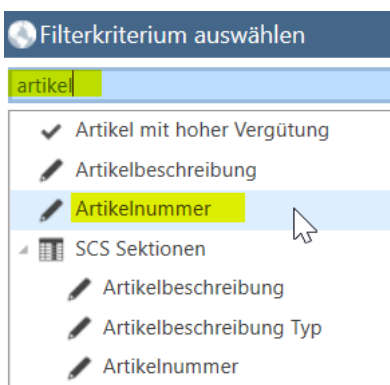 Filterkriterium auswählen
artikel
Artikel mit hoher Vergütung
Artikelbeschreibung
Artikelnummer
SCS Sektionen
Artikelbeschreibung
Artikelbeschreibung Typ
Artikelnummer